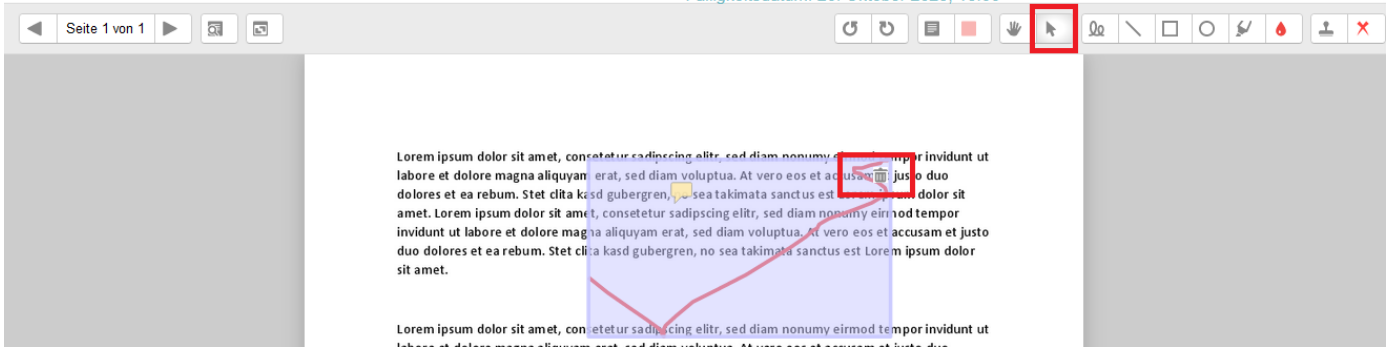 Seite 1 von 1
Lorem ipsum dolor sit amet, consetetur sadipscing elitr, sed diam nonumy tempor invidunt ut
labore et dolore magna aliquyam erat, sed diam voluptua. At vero eos et accusam justo duo
dolores et ea rebum. Stet clita kasd gubergren, sea takimata sanctus est dolor sit
amet. Lorem ipsum dolor sit amet, consetetur sadipscing elitr, sed diam nonumy eirmod tempor
invidunt ut labore et dolore magna aliquyam erat, sed diam voluptua. At vero eos et accusam et justo
duo dolores et ea rebum. Stet clita kasd gubergren, no sea takimata sanctus est Lorem ipsum dolor
sit amet.
Lorem ipsum dolor sit amet, consetetur sadipscing elitr, sed diam nonumy eirmod tempor invidunt ut